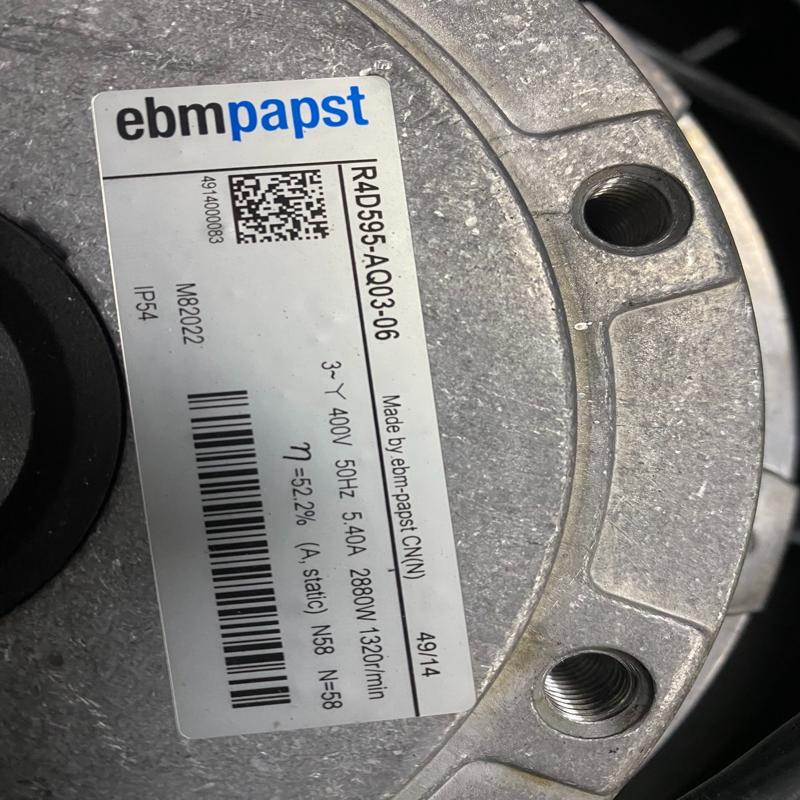 ebmpapst
R4D595-AQ03-06 Made by ebm-papst CN(N) 49/14
3~ Y 400V 50Hz 5.40A 2880W 1320r/min
η=52.2% (A, static) N58 N=58
4914000083
M82022
IP54